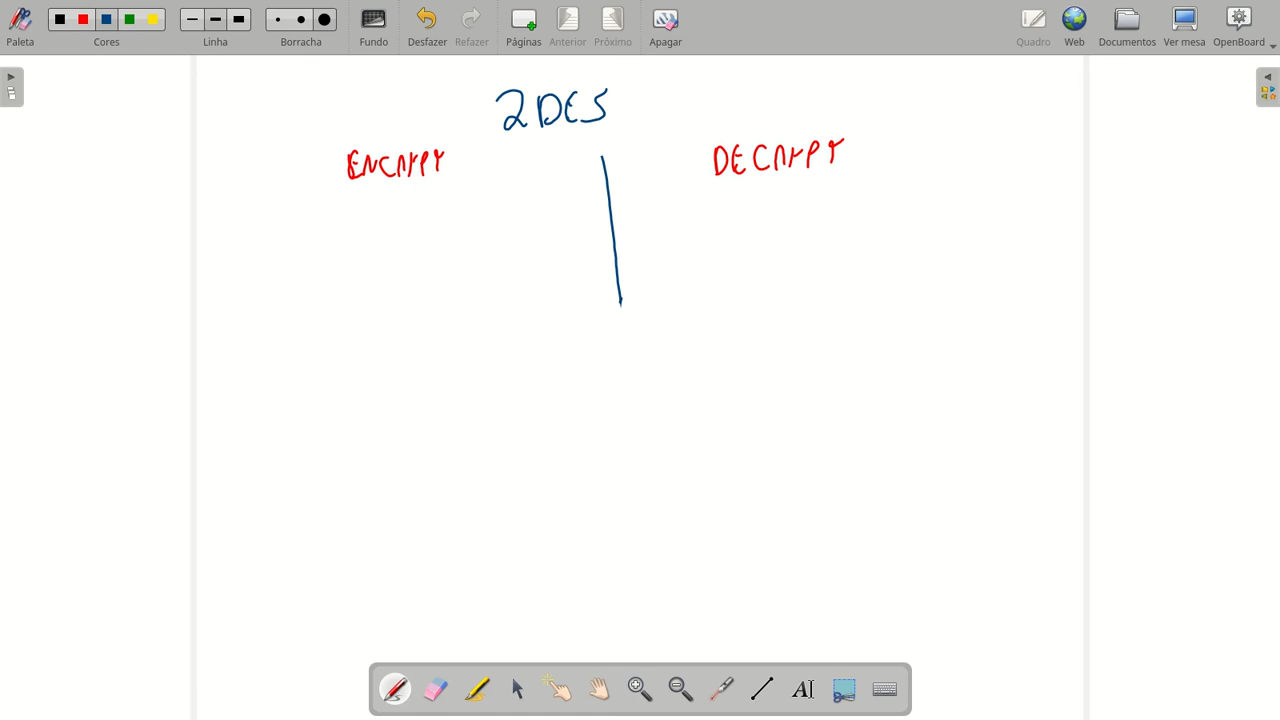 Paleta Cores Linha Borracha Fundo Desfazer Refazer Páginas Anterior Próximo Apagar Quadro Web Documentos Ver mesa OpenBoard
2DES
ENCRYPT DECRYPT
AI